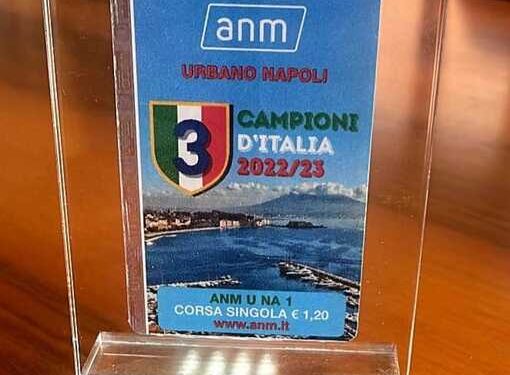 anm
URBANO NAPOLI
3
CAMPIONI
D'ITALIA
2022/23
ANM U NA 1
CORSA SINGOLA € 1,20
www.anm.it